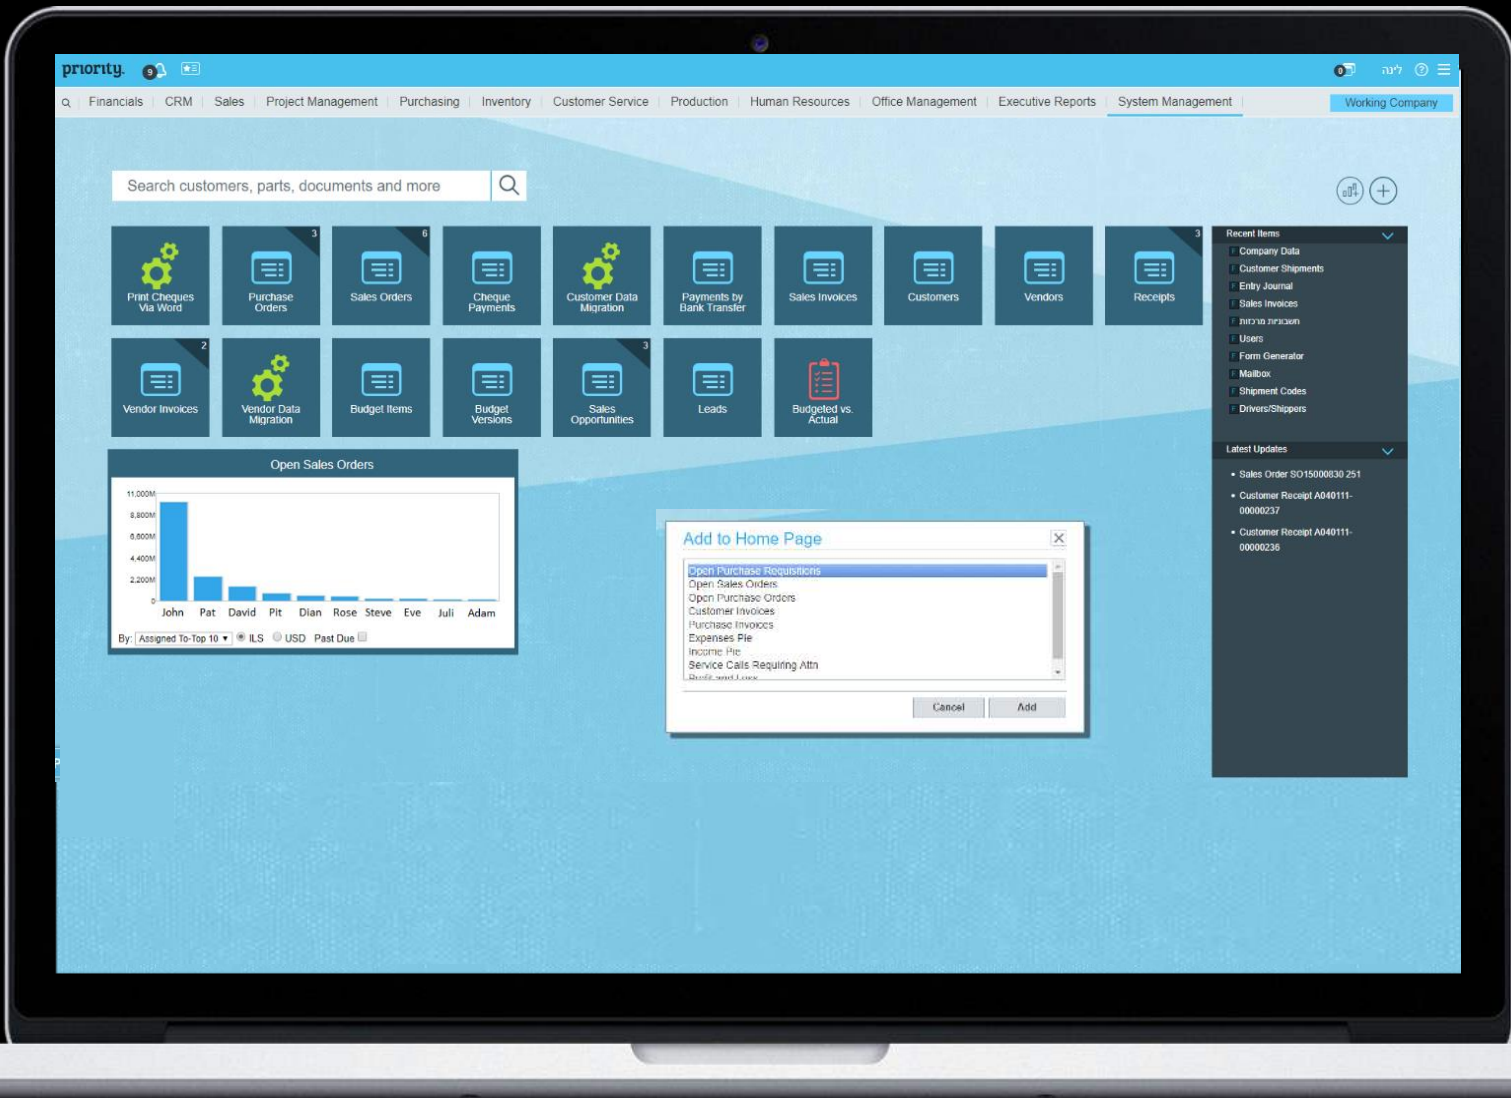 priority.
9
0
לינה
Financials
CRM
Sales
Project Management
Purchasing
Inventory
Customer Service
Production
Human Resources
Office Management
Executive Reports
System Management
Working Company
Search customers, parts, documents and more
Print Cheques
Via Word
3
Purchase
Orders
6
Sales Orders
Cheque
Payments
Customer Data
Migration
Payments by
Bank Transfer
Sales Invoices
Customers
Vendors
3
Receipts
2
Vendor Invoices
Vendor Data
Migration
Budget Items
Budget
Versions
3
Sales
Opportunities
Leads
Budgeted vs.
Actual
Recent Items
Company Data
Customer Shipments
Entry Journal
Sales Invoices
חשבוניות מרכזות
Users
Form Generator
Mailbox
Shipment Codes
Drivers/Shippers
Latest Updates
• Sales Order SO15000830 251
• Customer Receipt A040111-
00000237
• Customer Receipt A040111-
00000236
Open Sales Orders
11,000M
8,800M
6,600M
4,400M
2,200M
0
John Pat David Pit Dian Rose Steve Eve Juli Adam
By: Assigned To-Top 10 ILS USD Past Due
Add to Home Page
Open Purchase Requisitions
Open Sales Orders
Open Purchase Orders
Customer Invoices
Purchase Invoices
Expenses Pie
Income Pie
Service Calls Requiring Attn
Profit and Loss
Cancel
Add